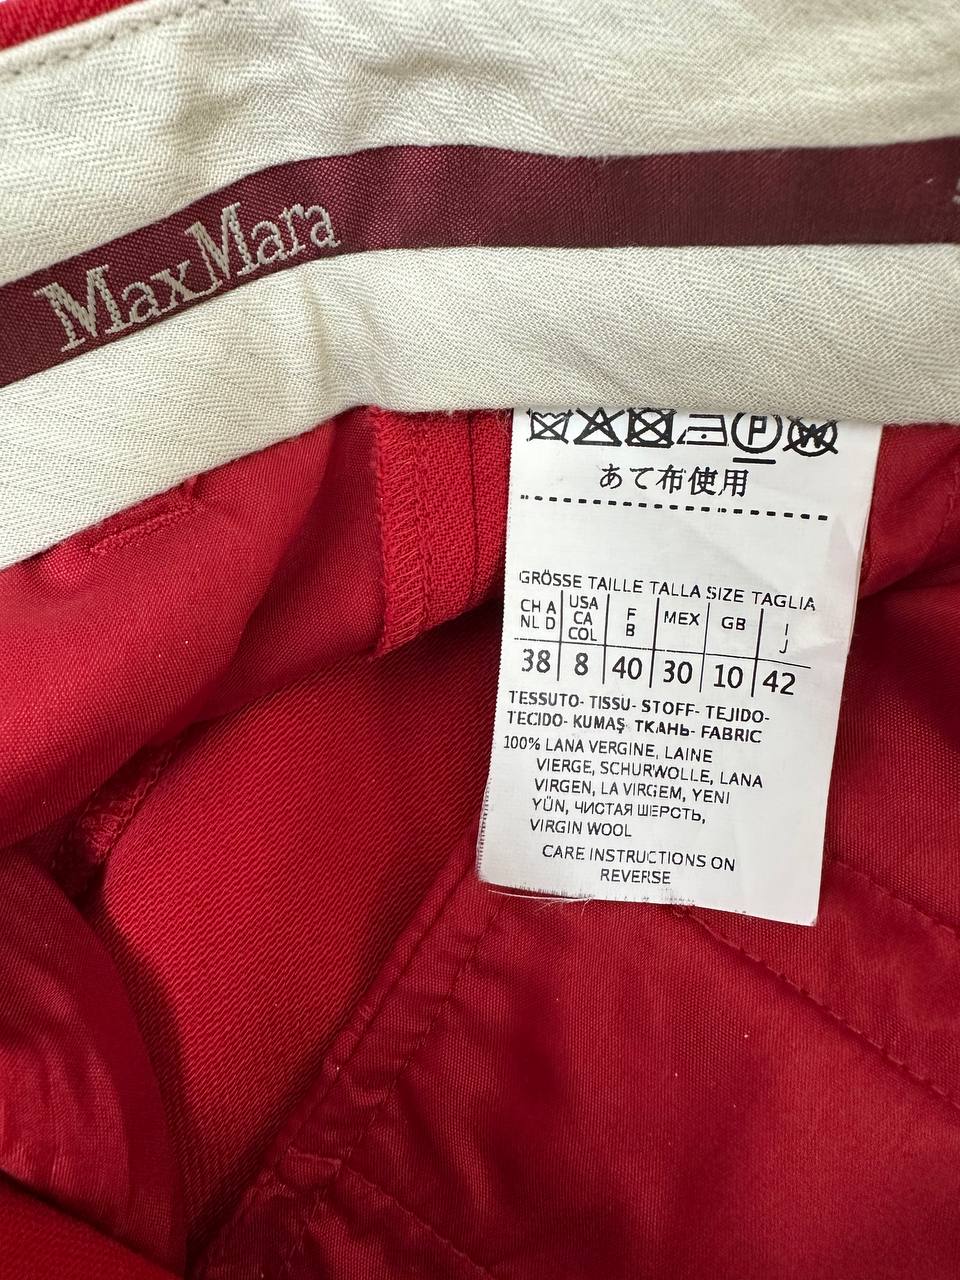 MaxMara
P W
あて布使用
GRÖSSE TAILLE TALLA SIZE TAGLIA
CH A NL D USA CA COL F B MEX GB I J
38 8 40 30 10 42
TESSUTO- TISSU- STOFF- TEJIDO-
TECIDO- KUMAŞ ТКАНЬ- FABRIC
100% LANA VERGINE, LAINE
VIERGE, SCHURWOLLE, LANA
VIRGEN, LA VIRGEM, YENI
YÜN, ЧИСТАЯ ШЕРСТЬ,
VIRGIN WOOL
CARE INSTRUCTIONS ON
REVERSE